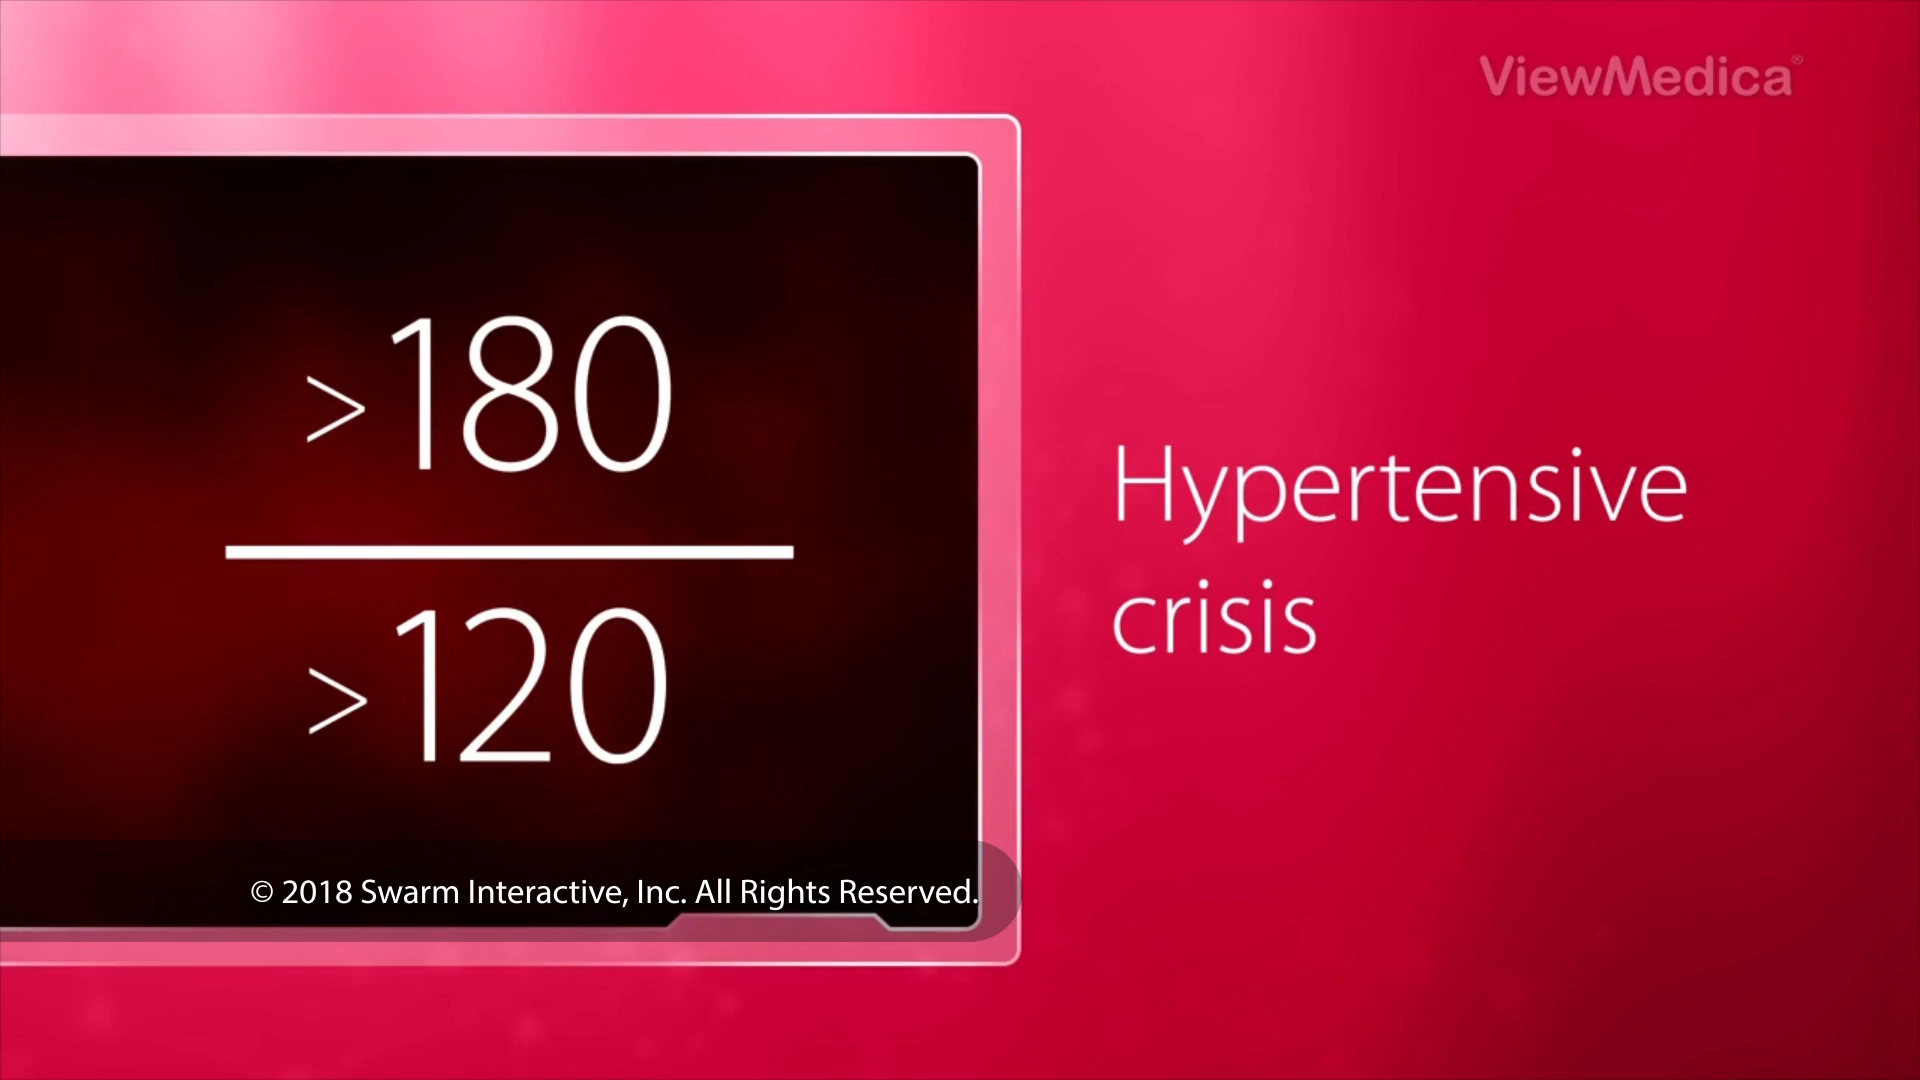 ViewMedica®
>180
>120
Hypertensive
crisis
© 2018 Swarm Interactive, Inc. All Rights Reserved.